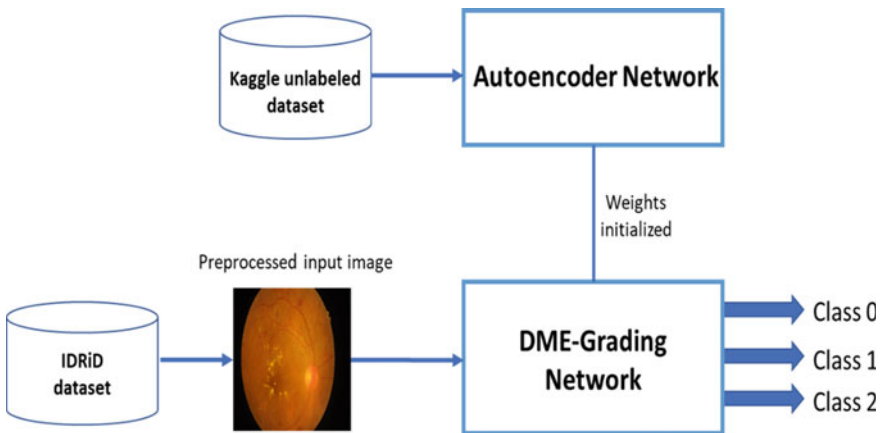 Kaggle unlabeled
dataset
Autoencoder Network
Weights
initialized
Preprocessed input image
IDRiD
dataset
DME-Grading
Network
Class 0
Class 1
Class 2